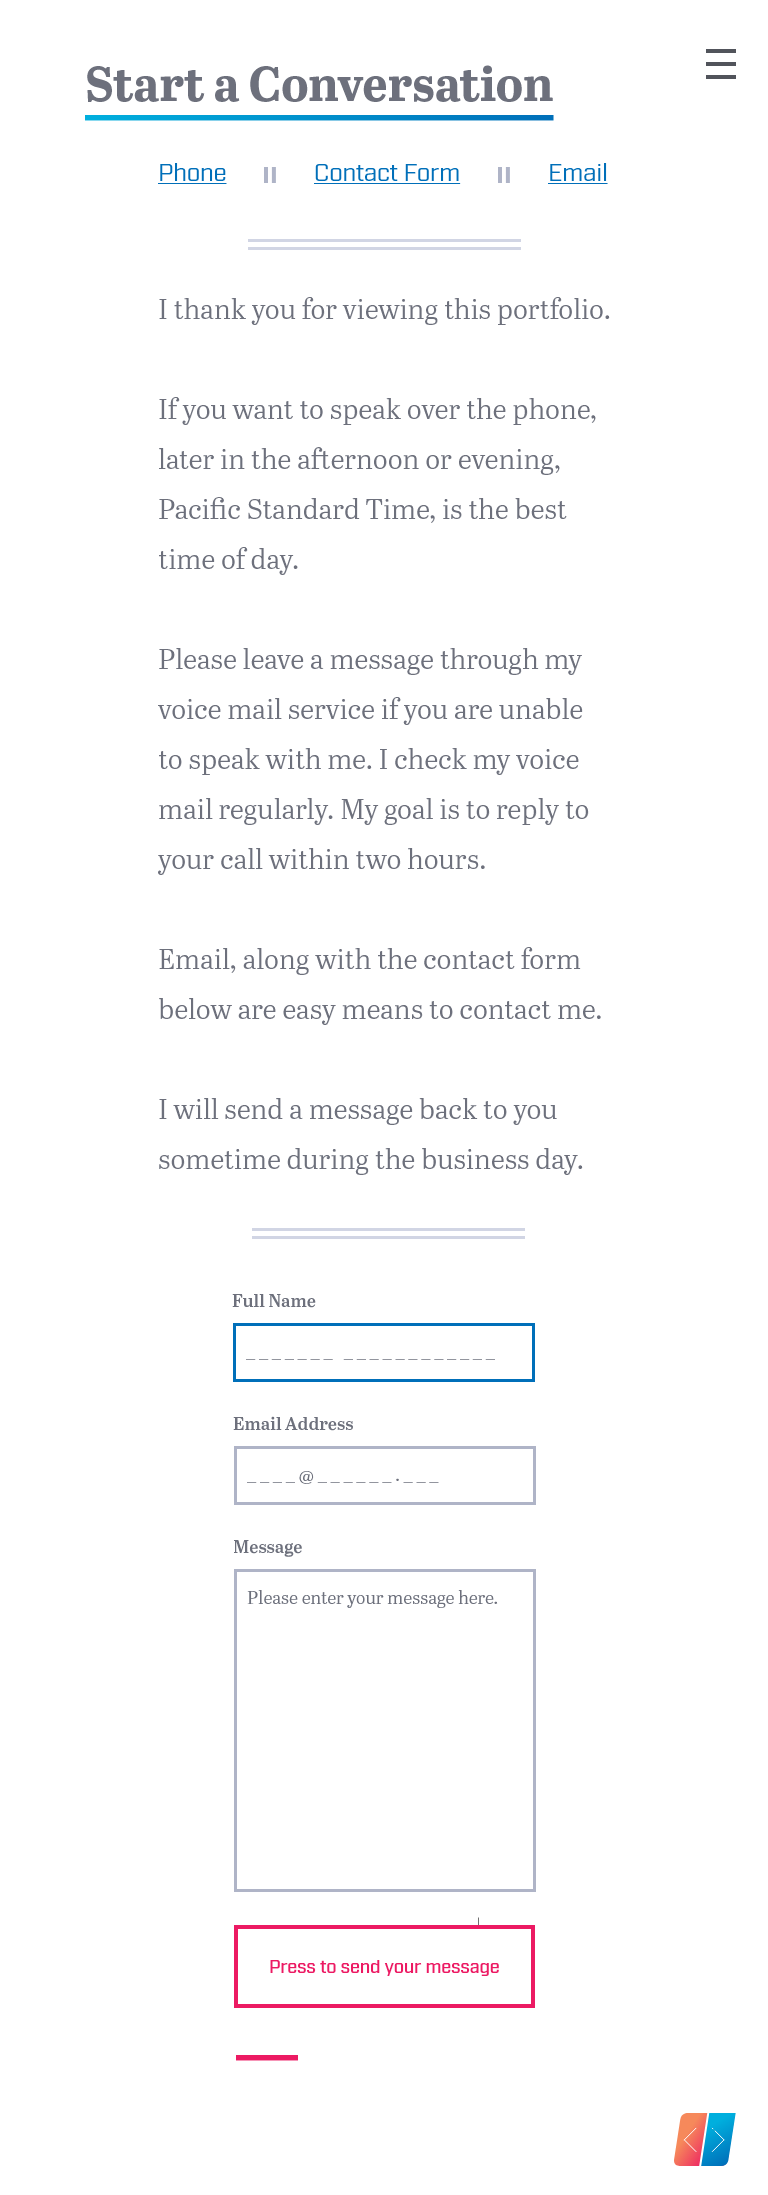 Start a Conversation
Phone Contact Form Email
I thank you for viewing this portfolio.
If you want to speak over the phone,
later in the afternoon or evening,
Pacific Standard Time, is the best
time of day.
Please leave a message through my
voice mail service if you are unable
to speak with me. I check my voice
mail regularly. My goal is to reply to
your call within two hours.
Email, along with the contact form
below are easy means to contact me.
I will send a message back to you
sometime during the business day.
Full Name
_______ ____________
Email Address
____@______.___
Message
Please enter your message here.
Press to send your message